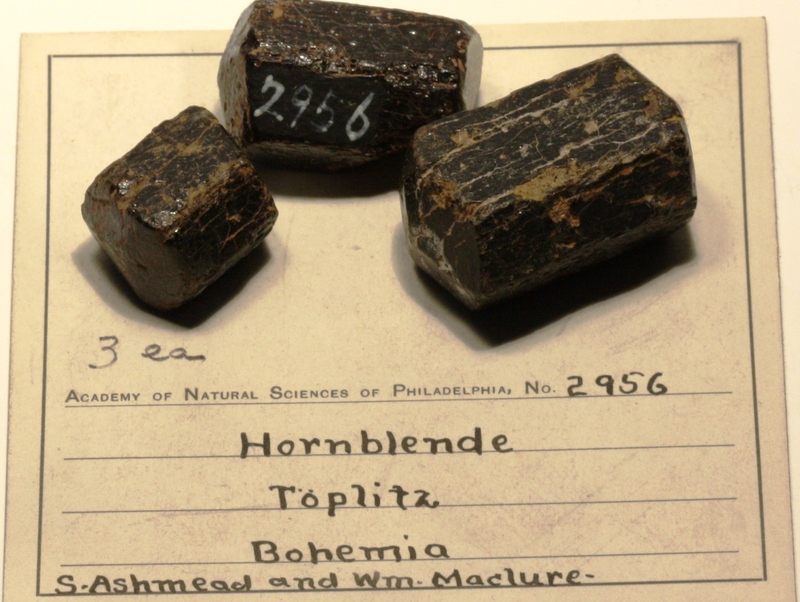 2956
3 ea
ACADEMY OF NATURAL SCIENCES OF PHILADELPHIA, No. 2956
Hornblende
Töplitz
Bohemia
S. Ashmead and Wm. Maclure-